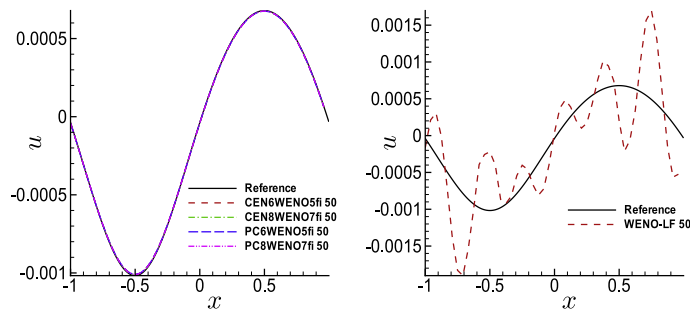 0.0005
0
-0.0005
-0.001
u
-1
-0.5
0
0.5
x
Reference
CEN6WENO5fi 50
CEN8WENO7fi 50
PC6WENO5fi 50
PC8WENO7fi 50
0.0015
0.001
0.0005
0
-0.0005
-0.001
-0.0015
u
-1
-0.5
0
0.5
x
Reference
WENO-LF 50